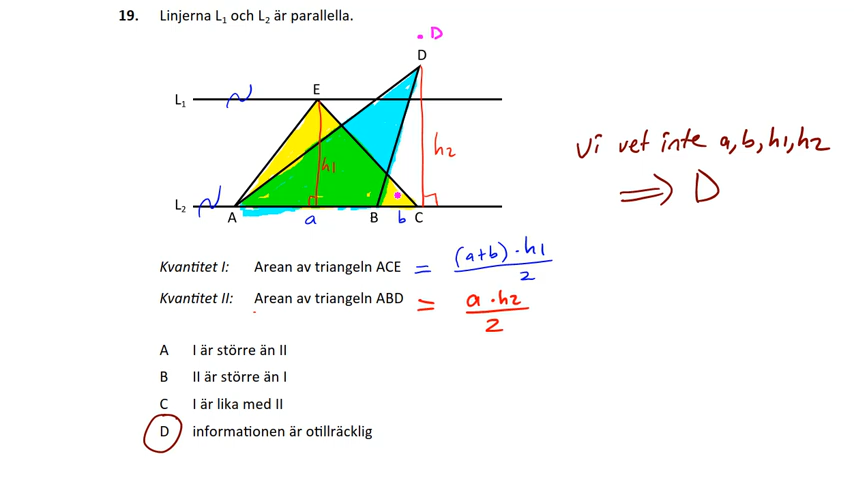 19. Linjerna L₁ och L₂ är parallella.
D
D
E
L₁
h1
h2
Vi vet inte a, b, h1, h2
⟹ D
L₂
A
a
B
b
C
Kvantitet I: Arean av triangeln ACE = (a+b)·h1 / 2
Kvantitet II: Arean av triangeln ABD = a·h2 / 2
A I är större än II
B II är större än I
C I är lika med II
D informationen är otillräcklig